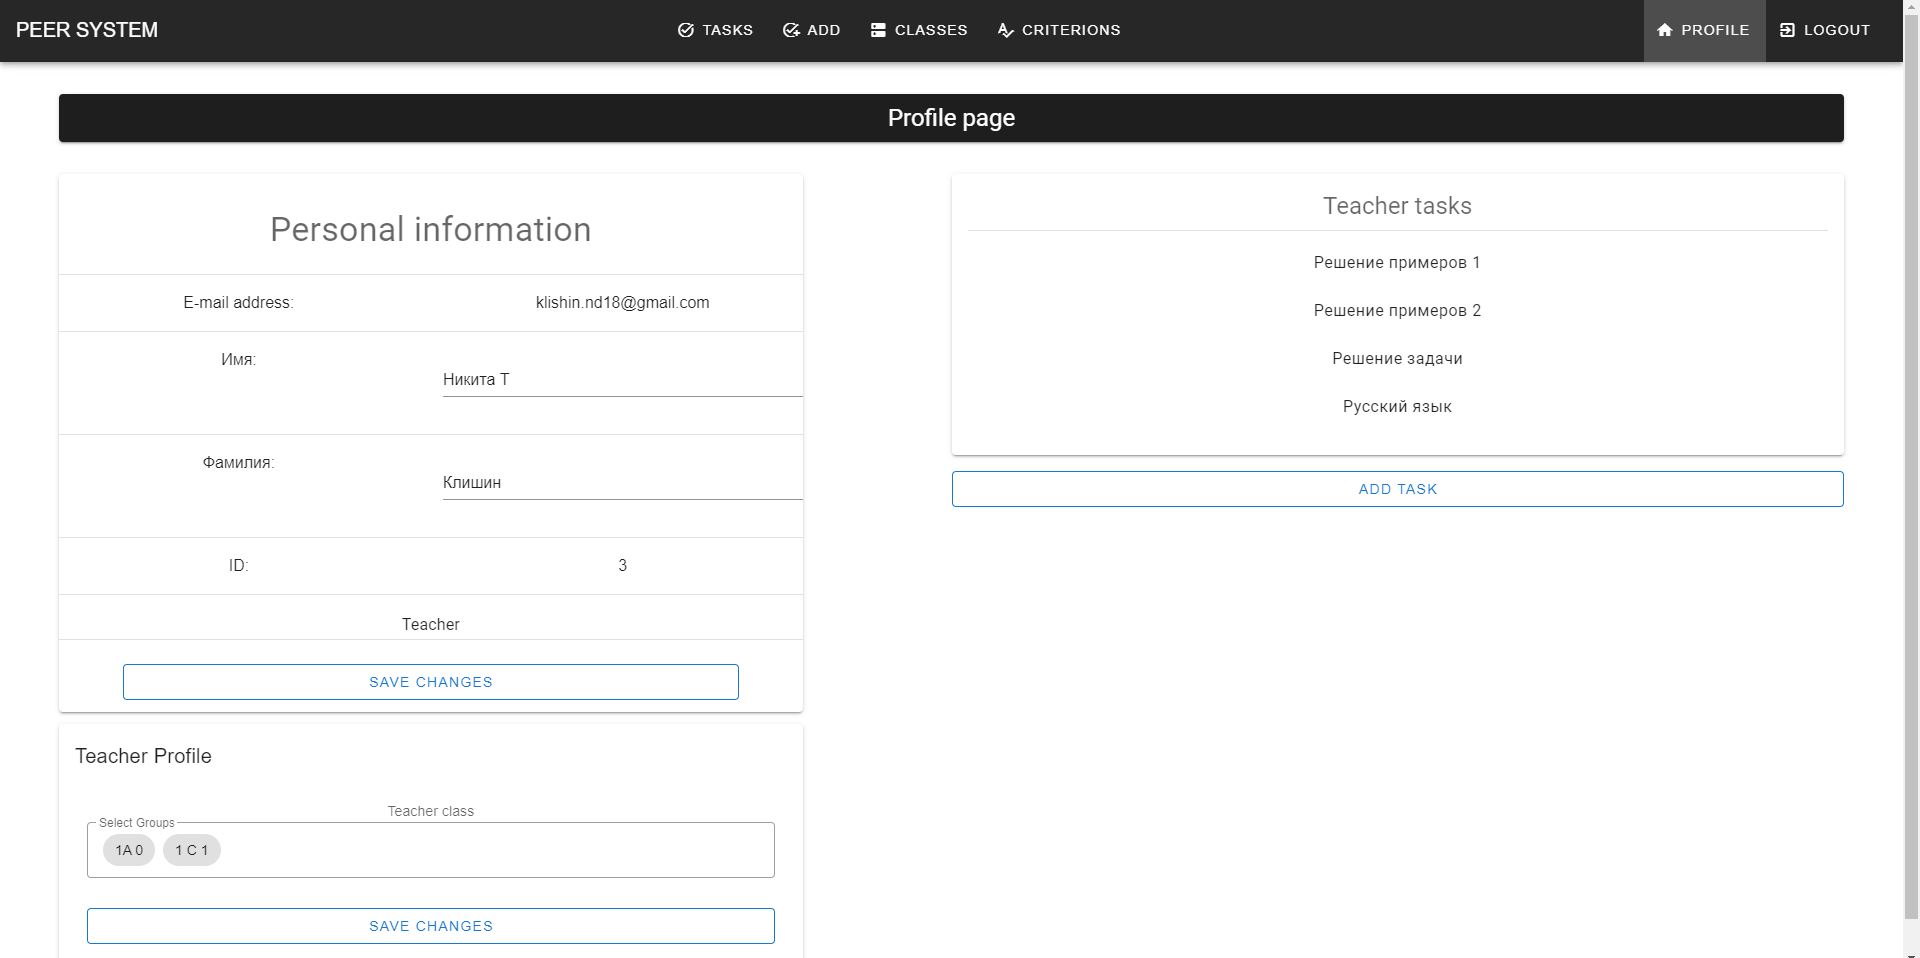 PEER SYSTEM
TASKS
ADD
CLASSES
CRITERIONS
PROFILE
LOGOUT
Profile page
Personal information
E-mail address:
klishin.nd18@gmail.com
Имя:
Никита Т
Фамилия:
Клишин
ID:
3
Teacher
SAVE CHANGES
Teacher Profile
Teacher class
Select Groups
1A 0
1 C 1
SAVE CHANGES
Teacher tasks
Решение примеров 1
Решение примеров 2
Решение задачи
Русский язык
ADD TASK